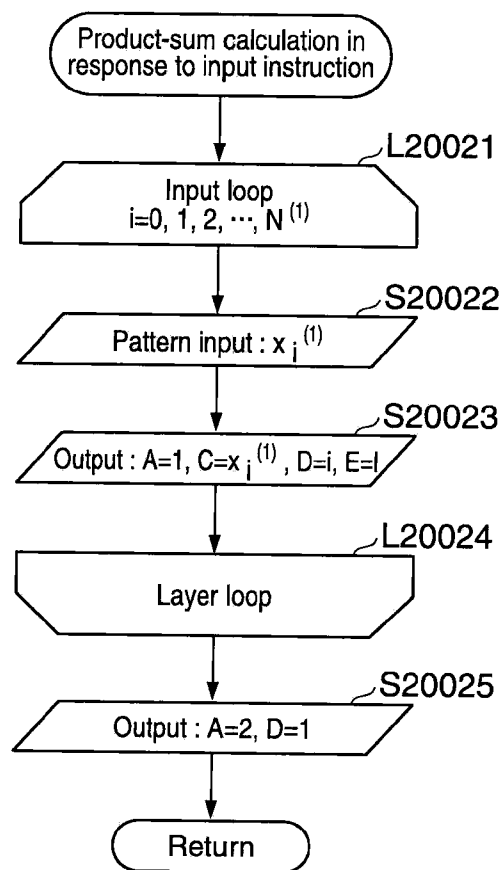 Product-sum calculation in
response to input instruction
L20021
Input loop
i=0, 1, 2, ···, N (1)
S20022
Pattern input : x i (1)
S20023
Output : A=1, C=x i (1) , D=i, E=I
L20024
Layer loop
S20025
Output : A=2, D=1
Return